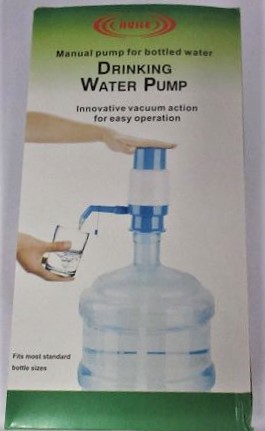 Manual pump for bottled water
DRINKING
WATER PUMP
Innovative vacuum action
for easy operation
Fits most standard
bottle sizes